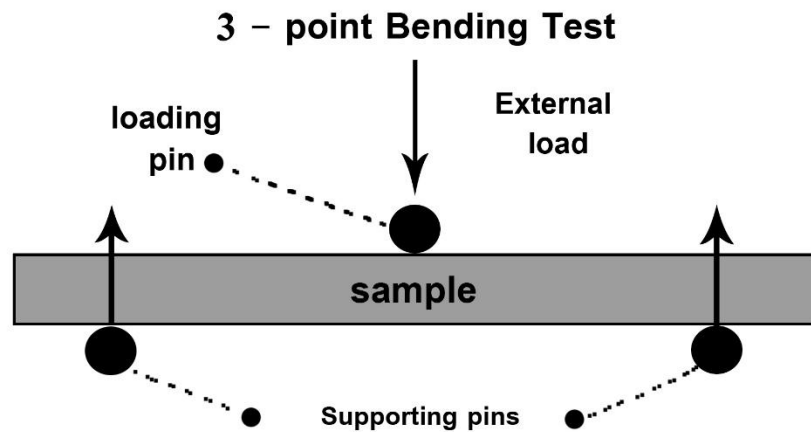 3 – point Bending Test
External
load
loading
pin
sample
Supporting pins